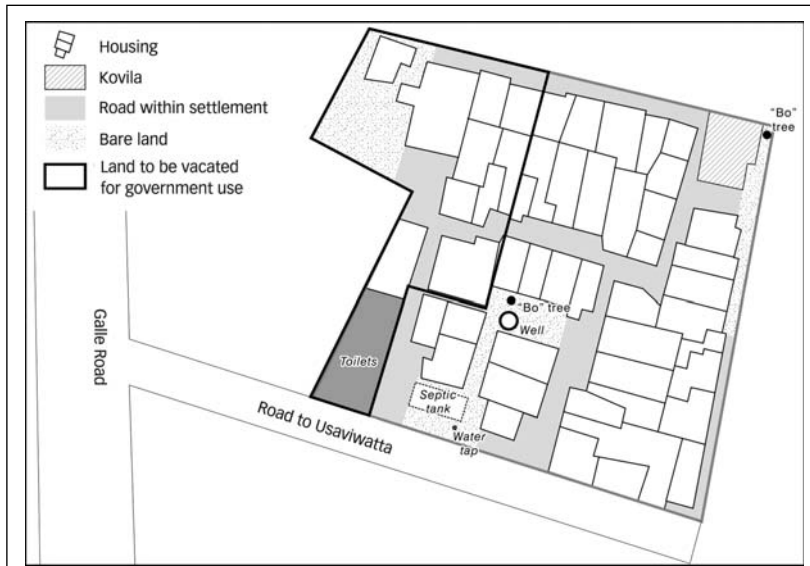 Housing
Kovila
Road within settlement
Bare land
Land to be vacated
for government use
"Bo"
tree
"Bo" tree
Well
Galle Road
Toilets
Septic
tank
Water
tap
Road to Usaviwatta